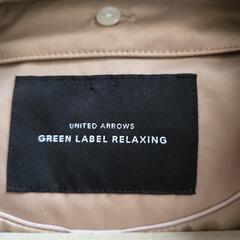 UNITED ARROWS
GREEN LABEL RELAXING